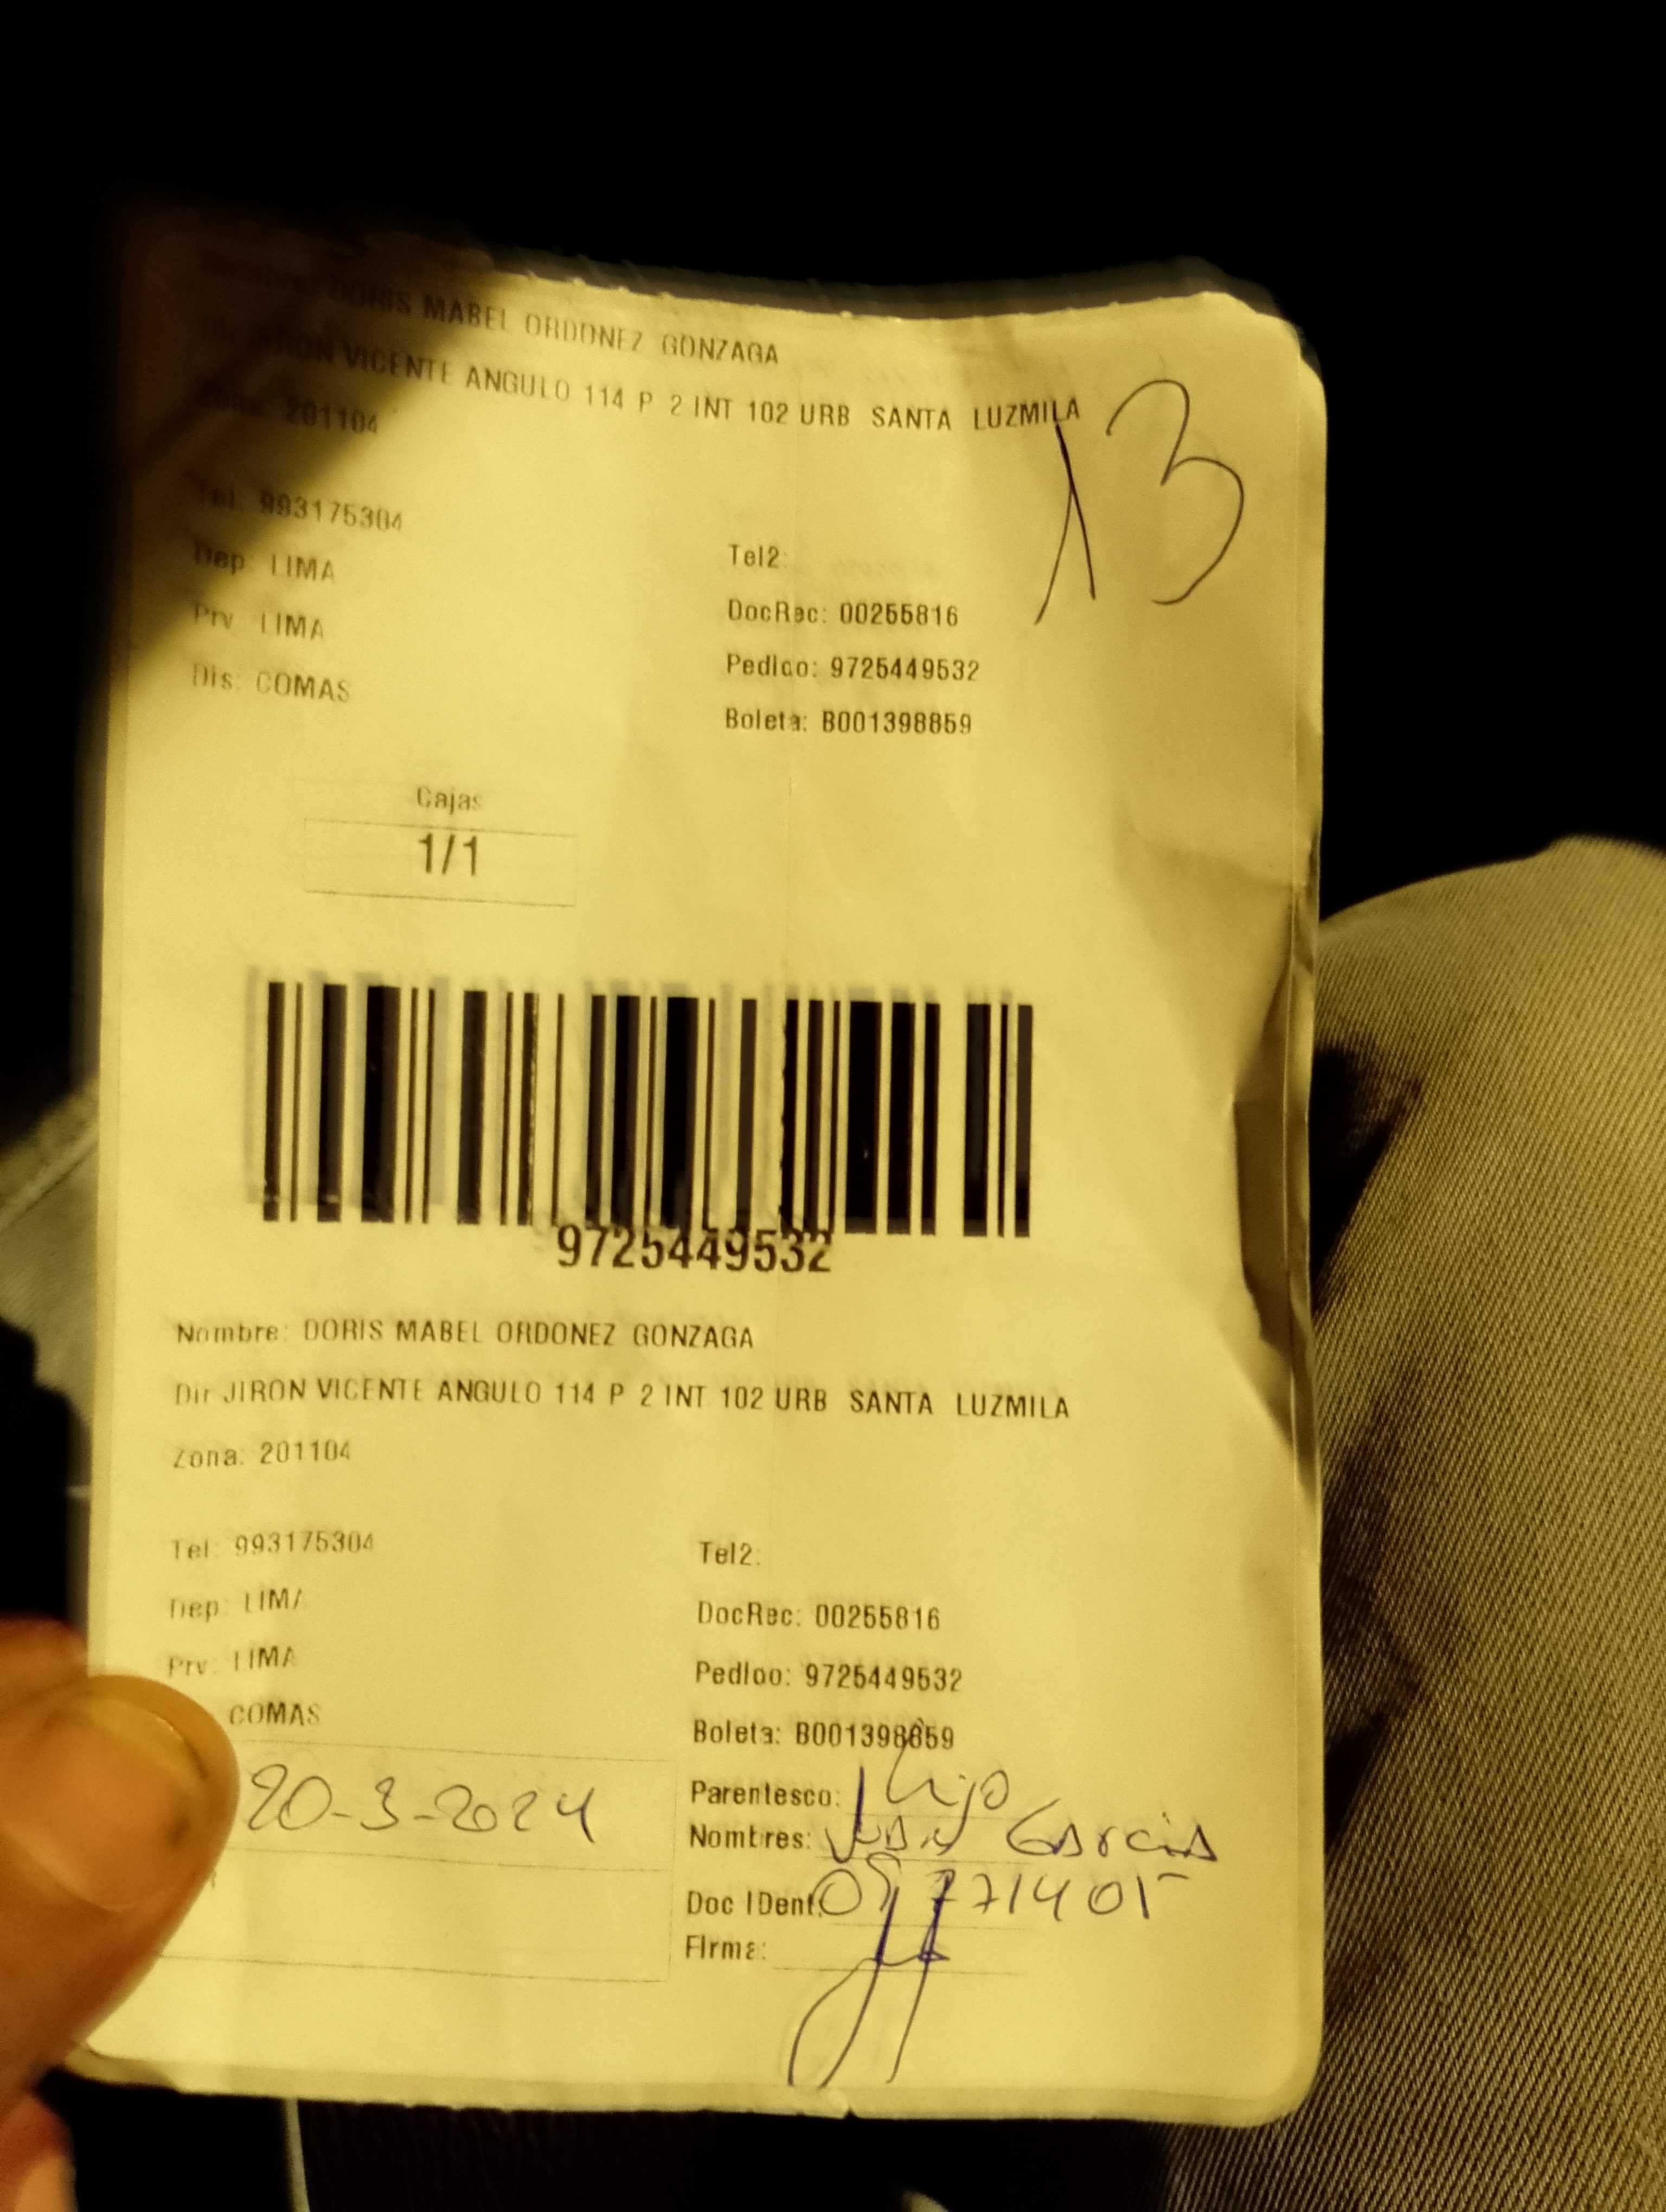 Nombre: DORIS MABEL ORDONEZ GONZAGA
Dir JIRON VICENTE ANGULO 114 P 2 INT 102 URB SANTA LUZMILA
Zona: 201104
13
Tel: 993175304
Tel2:
Dep: LIMA
DocRec: 00255816
Prv: LIMA
Pedido: 9725449532
Dis: COMAS
Boleta: B001398859
Cajas
1/1
9725449532
Nombre: DORIS MABEL ORDONEZ GONZAGA
Dir JIRON VICENTE ANGULO 114 P 2 INT 102 URB SANTA LUZMILA
Zona: 201104
Tel: 993175304
Tel2:
Dep: LIMA
DocRec: 00255816
Prv: LIMA
Pedido: 9725449532
COMAS
Boleta: B001398859
20-3-2024
Parentesco: Hijo
Nombres: Garcia
Doc IDent: 09771405
Firma: